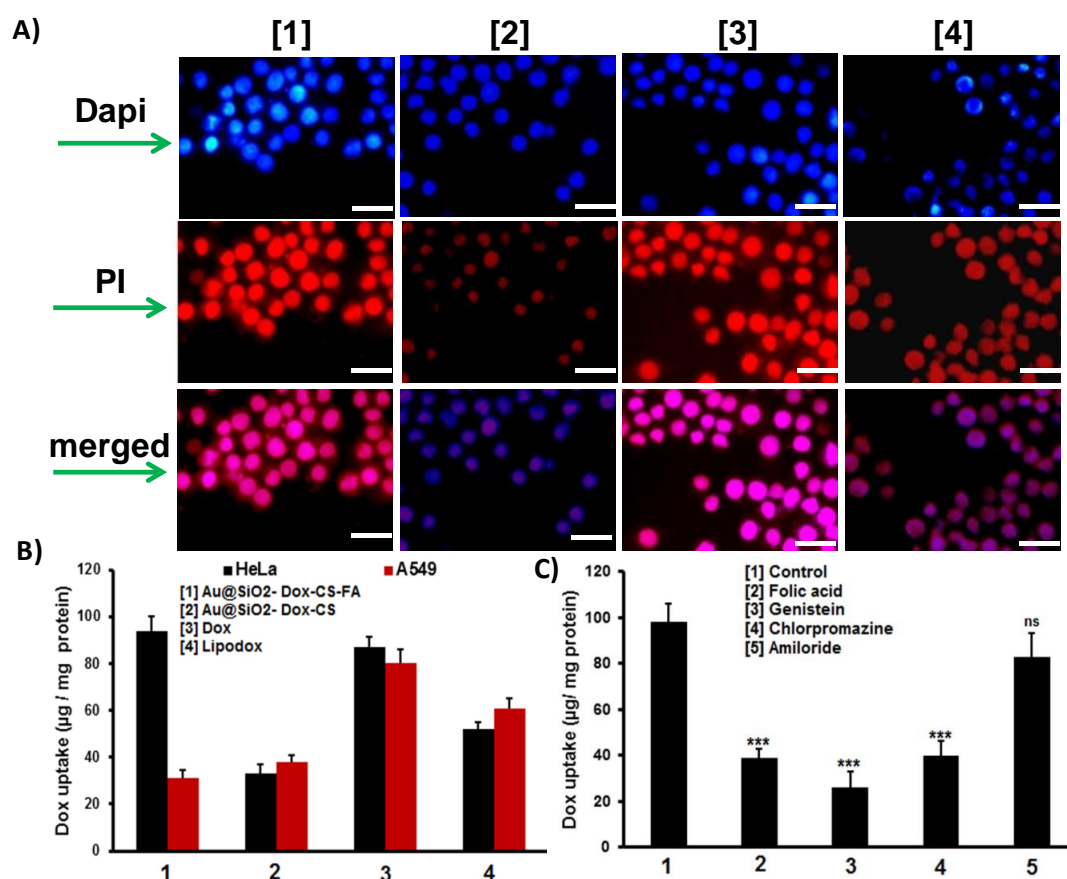 A)
[1] [2] [3] [4]
Dapi
PI
merged
B)
HeLa A549
[1] Au@SiO2- Dox-CS-FA
[2] Au@SiO2- Dox-CS
[3] Dox
[4] Lipodox
Dox uptake (µg / mg protein)
120
100
80
60
40
20
0
1 2 3 4
C)
[1] Control
[2] Folic acid
[3] Genistein
[4] Chlorpromazine
[5] Amiloride
Dox uptake (µg/ mg protein)
120
100
80
60
40
20
0
***
***
***
ns
1 2 3 4 5